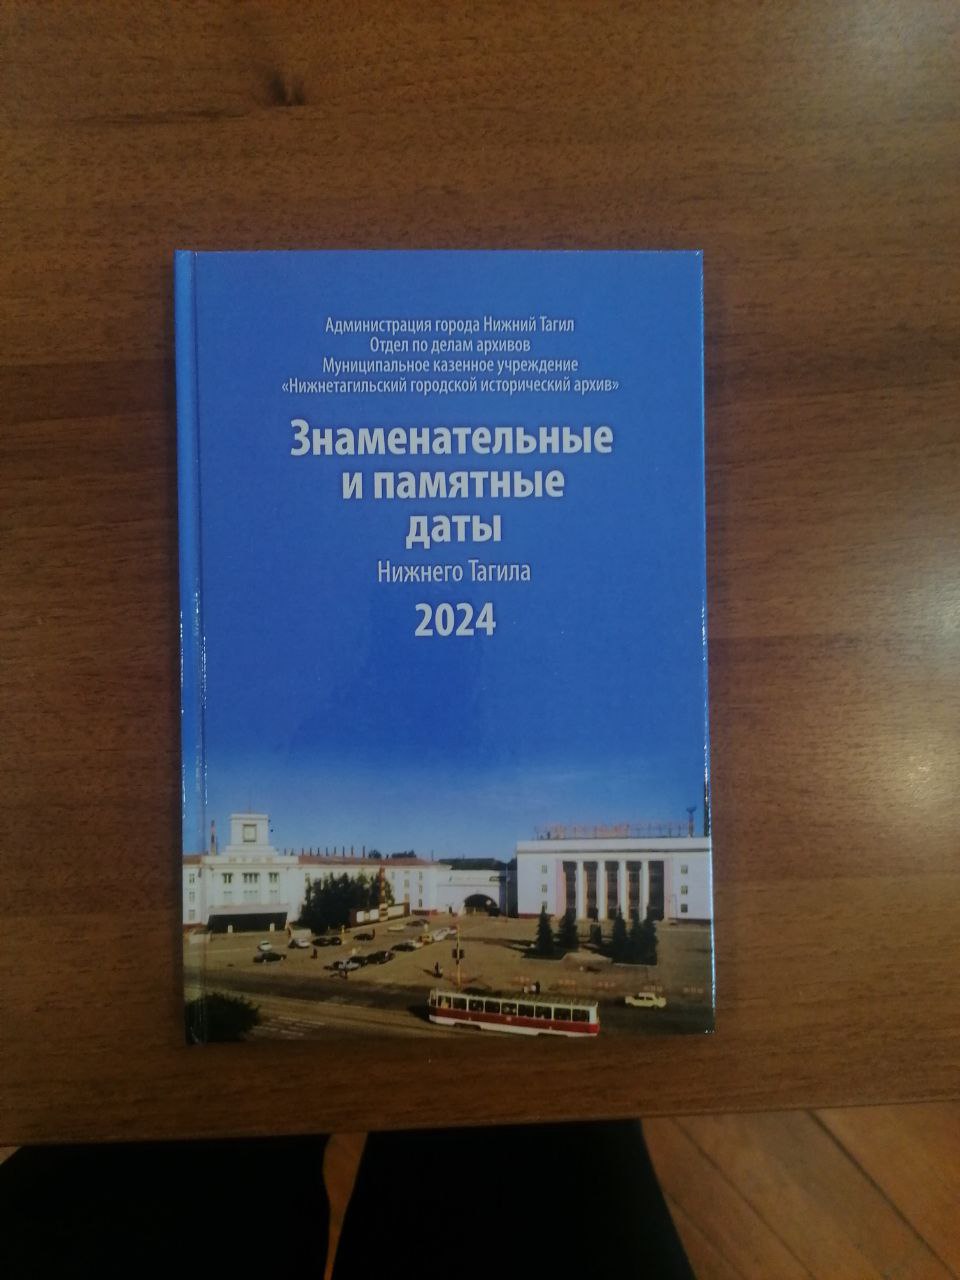 Администрация города Нижний Тагил
Отдел по делам архивов
Муниципальное казенное учреждение
«Нижнетагильский городской исторический архив»
Знаменательные
и памятные
даты
Нижнего Тагила
2024